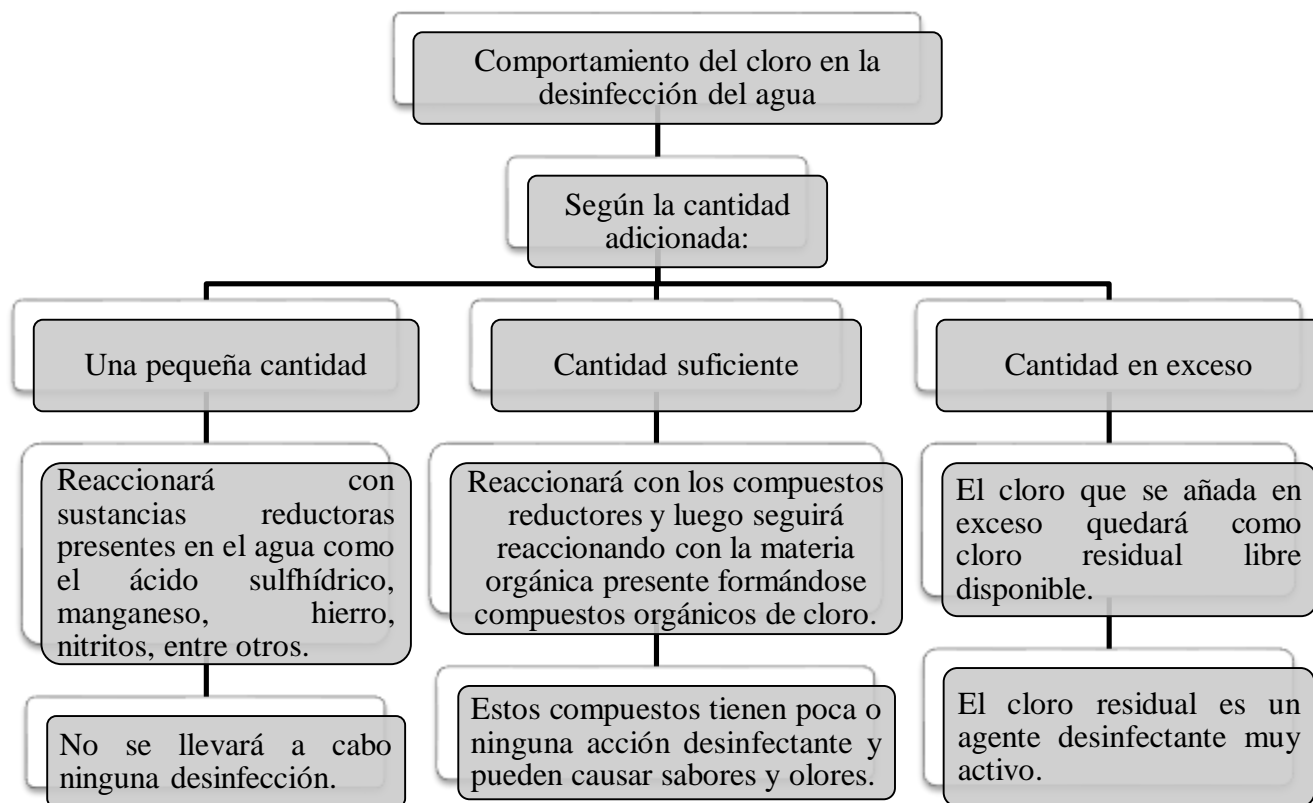 Comportamiento del cloro en la
desinfección del agua
Según la cantidad
adicionada:
Una pequeña cantidad
Reaccionará con
sustancias reductoras
presentes en el agua como
el ácido sulfhídrico,
manganeso, hierro,
nitritos, entre otros.
No se llevará a cabo
ninguna desinfección.
Cantidad suficiente
Reaccionará con los compuestos
reductores y luego seguirá
reaccionando con la materia
orgánica presente formándose
compuestos orgánicos de cloro.
Estos compuestos tienen poca o
ninguna acción desinfectante y
pueden causar sabores y olores.
Cantidad en exceso
El cloro que se añada en
exceso quedará como
cloro residual libre
disponible.
El cloro residual es un
agente desinfectante muy
activo.